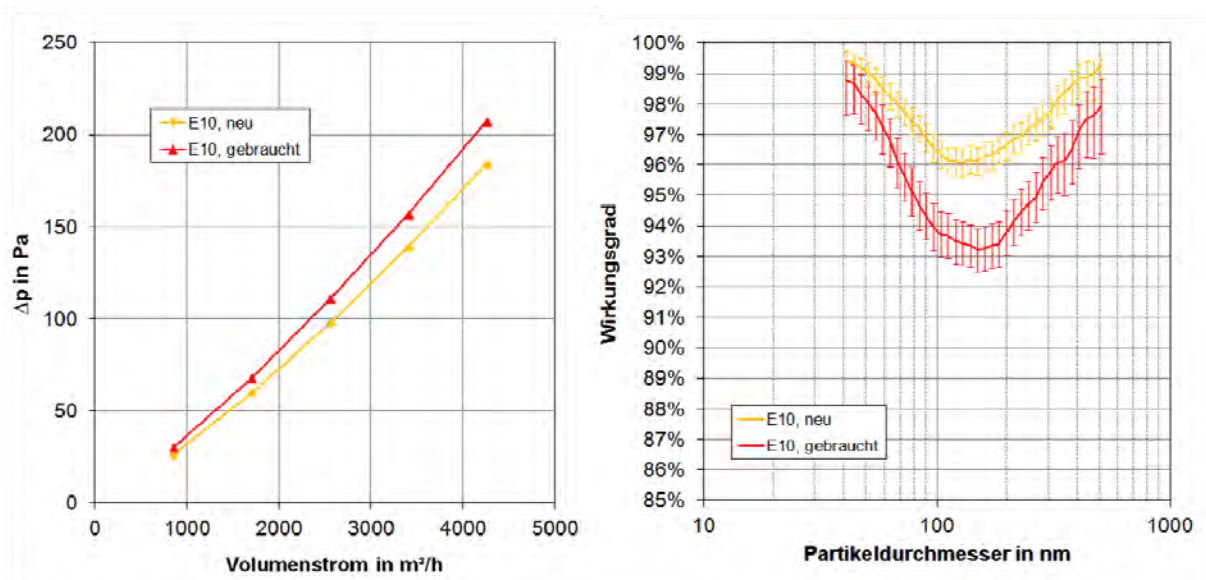 250
200
150
100
50
0
Δp in Pa
E10, neu
E10, gebraucht
0 1000 2000 3000 4000 5000
Volumenstrom in m³/h
100%
99%
98%
97%
96%
95%
94%
93%
92%
91%
90%
89%
88%
87%
86%
85%
Wirkungsgrad
E10, neu
E10, gebraucht
10 100 1000
Partikeldurchmesser in nm